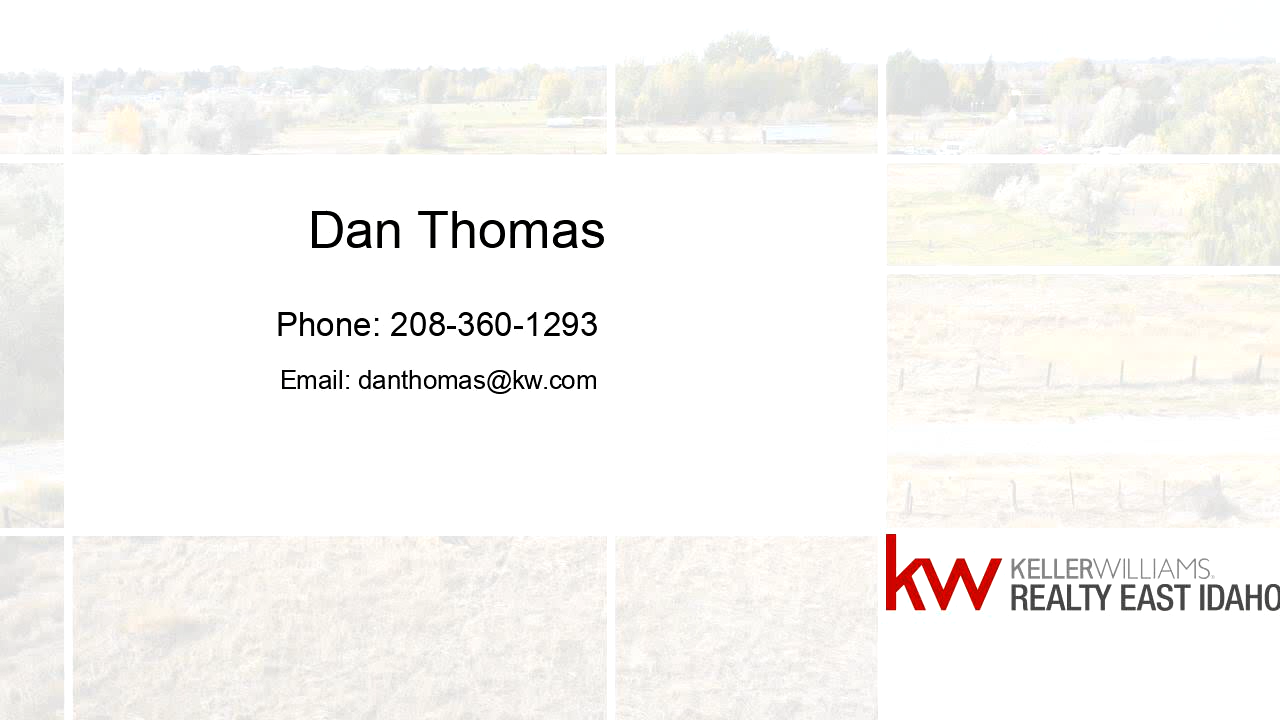 Dan Thomas
Phone: 208-360-1293
Email: danthomas@kw.com
kw KELLERWILLIAMS.
REALTY EAST IDAHO